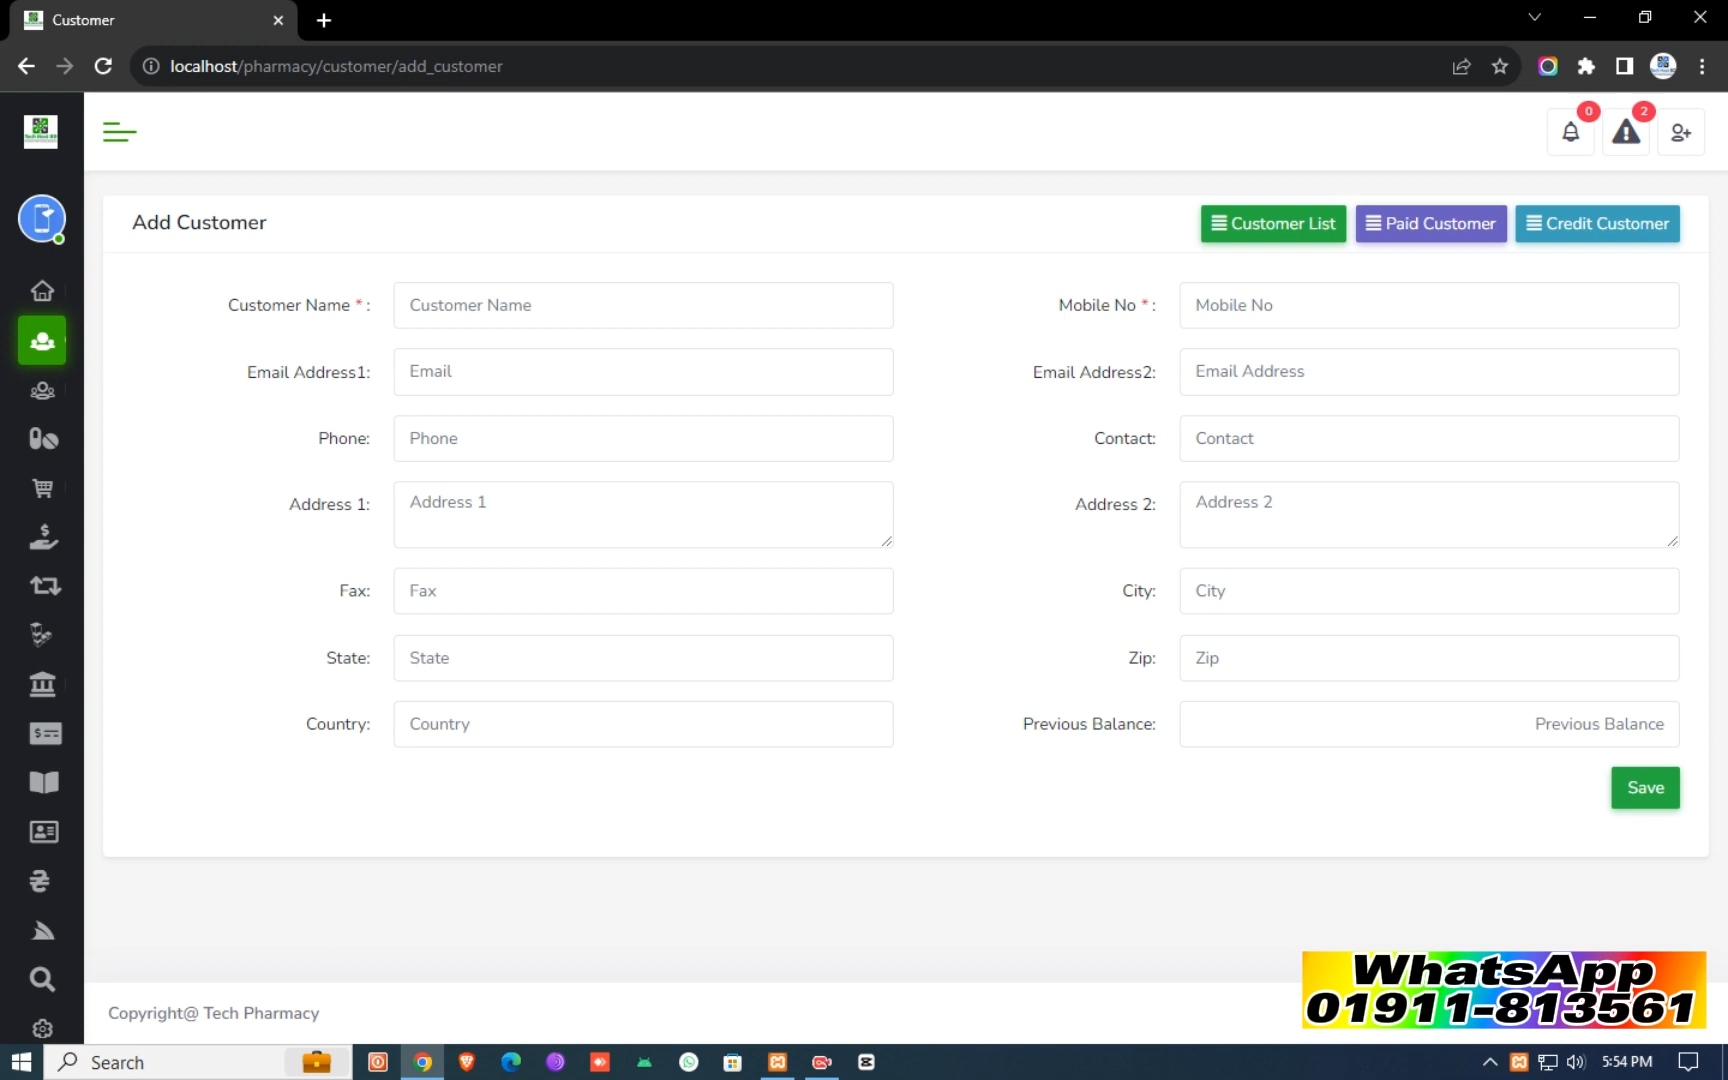 Customer
localhost/pharmacy/customer/add_customer
0
2
Add Customer
Customer List
Paid Customer
Credit Customer
Customer Name * :
Customer Name
Mobile No * :
Mobile No
Email Address1:
Email
Email Address2:
Email Address
Phone:
Phone
Contact:
Contact
Address 1:
Address 1
Address 2:
Address 2
Fax:
Fax
City:
City
State:
State
Zip:
Zip
Country:
Country
Previous Balance:
Previous Balance
Save
WhatsApp
01911-813561
Copyright@ Tech Pharmacy
Search
5:54 PM